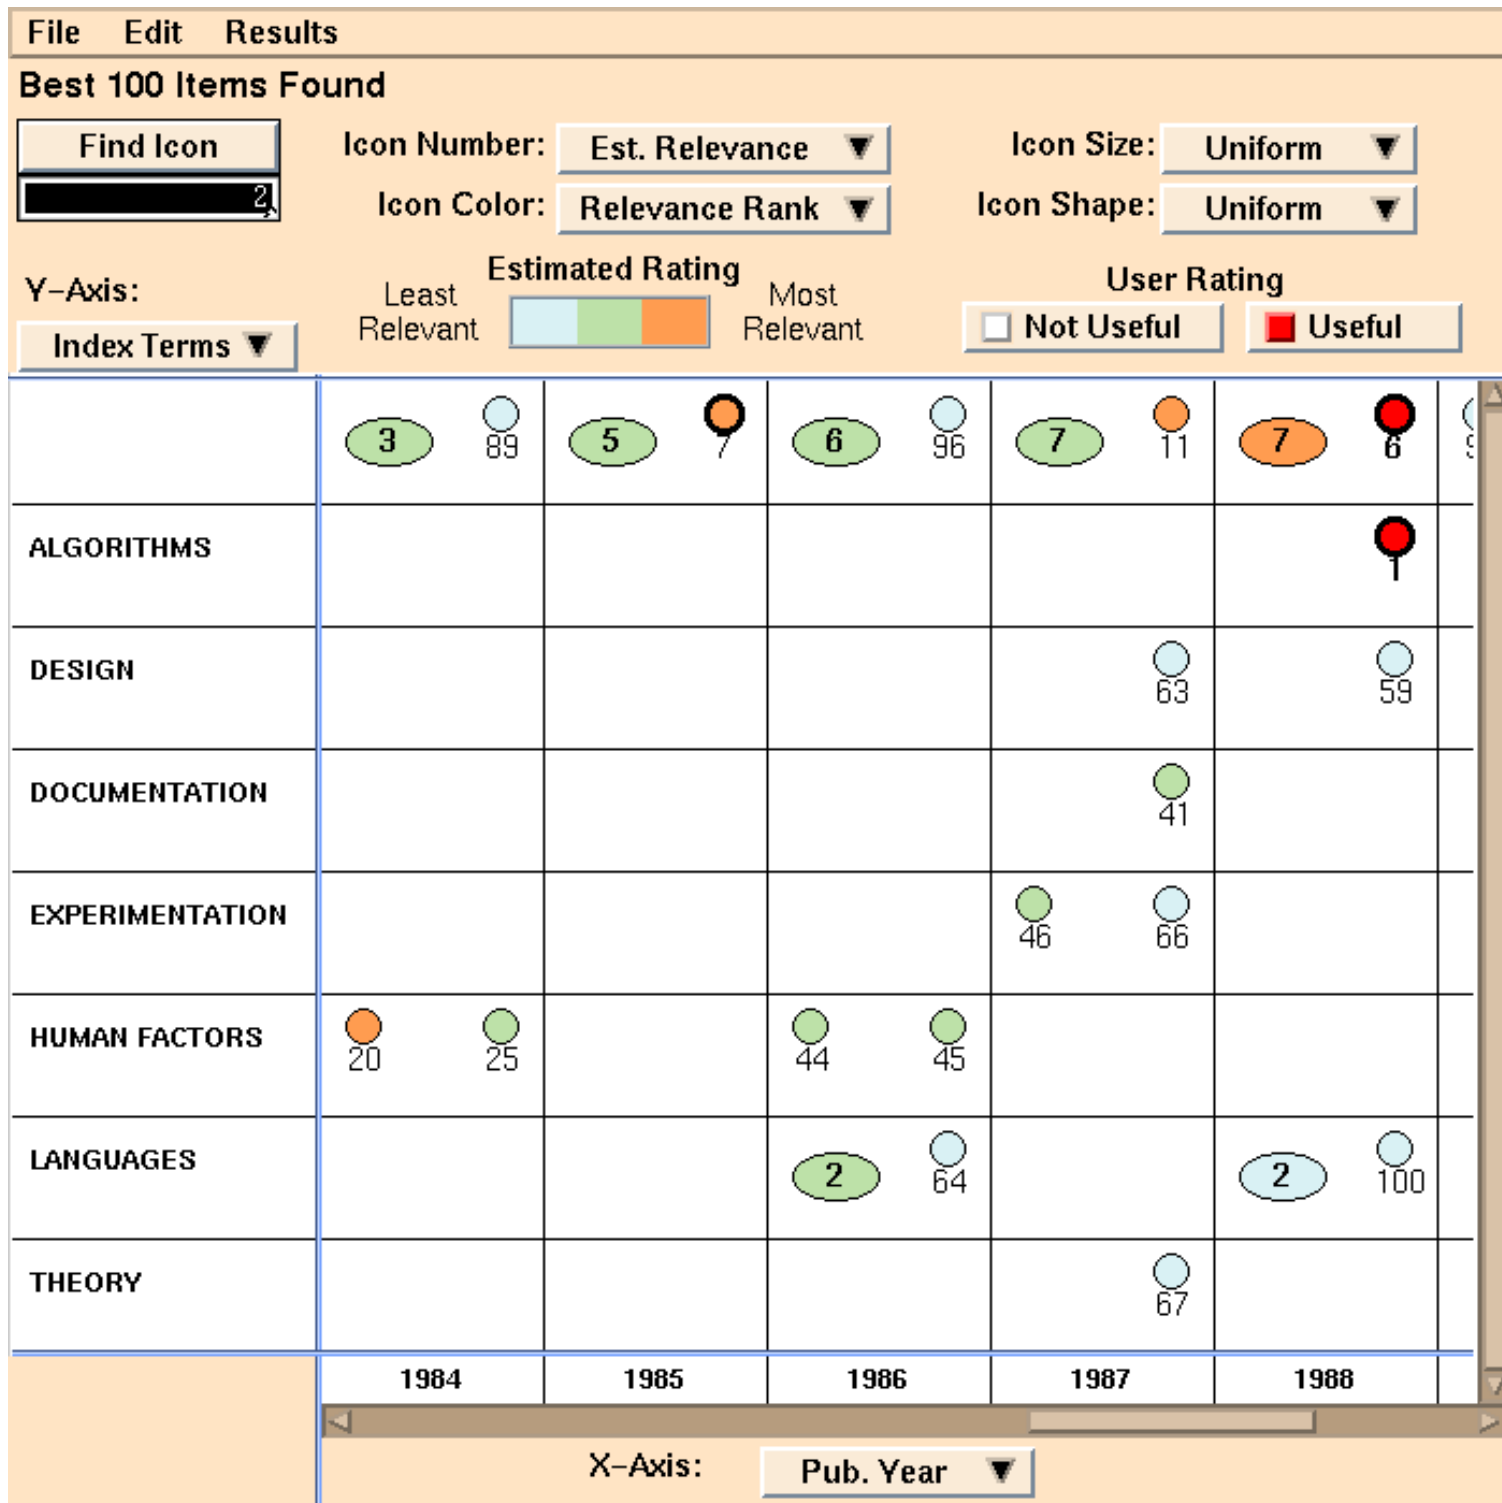 File Edit Results
Best 100 Items Found
Find Icon Icon Number: Est. Relevance Icon Size: Uniform
2 Icon Color: Relevance Rank Icon Shape: Uniform
Y-Axis: Least Relevant Estimated Rating Most Relevant User Rating
Index Terms Not Useful Useful
3 89 5 7 6 96 7 11 7 6
ALGORITHMS 1
DESIGN 63 59
DOCUMENTATION 41
EXPERIMENTATION 46 66
HUMAN FACTORS 20 25 44 45
LANGUAGES 2 64 2 100
THEORY 67
1984 1985 1986 1987 1988
X-Axis: Pub. Year